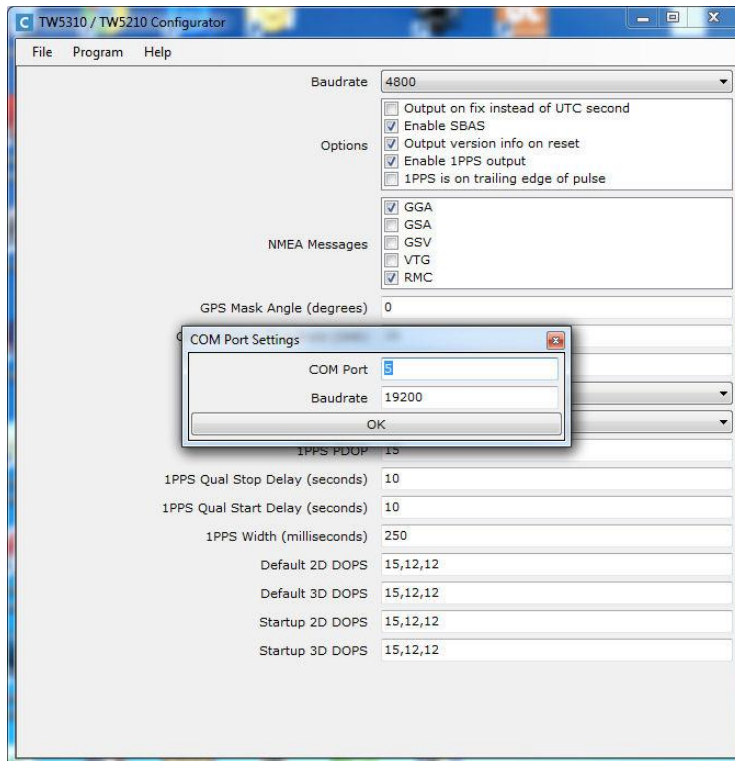 TW5310 / TW5210 Configurator
File Program Help
Baudrate 4800
Options
Output on fix instead of UTC second
Enable SBAS
Output version info on reset
Enable 1PPS output
1PPS is on trailing edge of pulse
NMEA Messages
GGA
GSA
GSV
VTG
RMC
GPS Mask Angle (degrees) 0
COM Port Settings
COM Port 5
Baudrate 19200
OK
1PPS PDOP 15
1PPS Qual Stop Delay (seconds) 10
1PPS Qual Start Delay (seconds) 10
1PPS Width (milliseconds) 250
Default 2D DOPS 15,12,12
Default 3D DOPS 15,12,12
Startup 2D DOPS 15,12,12
Startup 3D DOPS 15,12,12